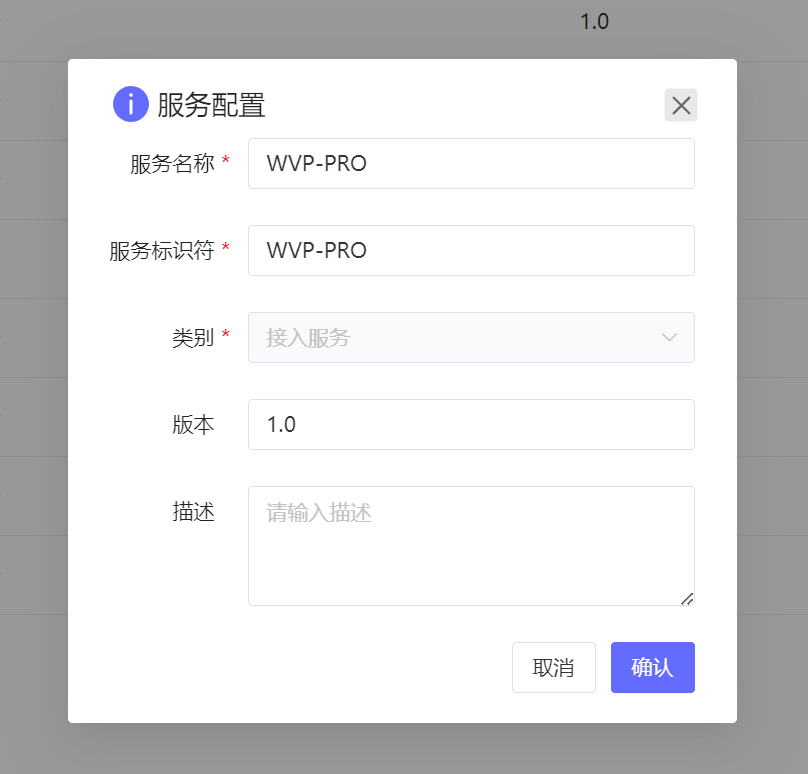 1.0
服务配置
服务名称 *
WVP-PRO
服务标识符 *
WVP-PRO
类别 *
接入服务
版本
1.0
描述
请输入描述
取消
确认